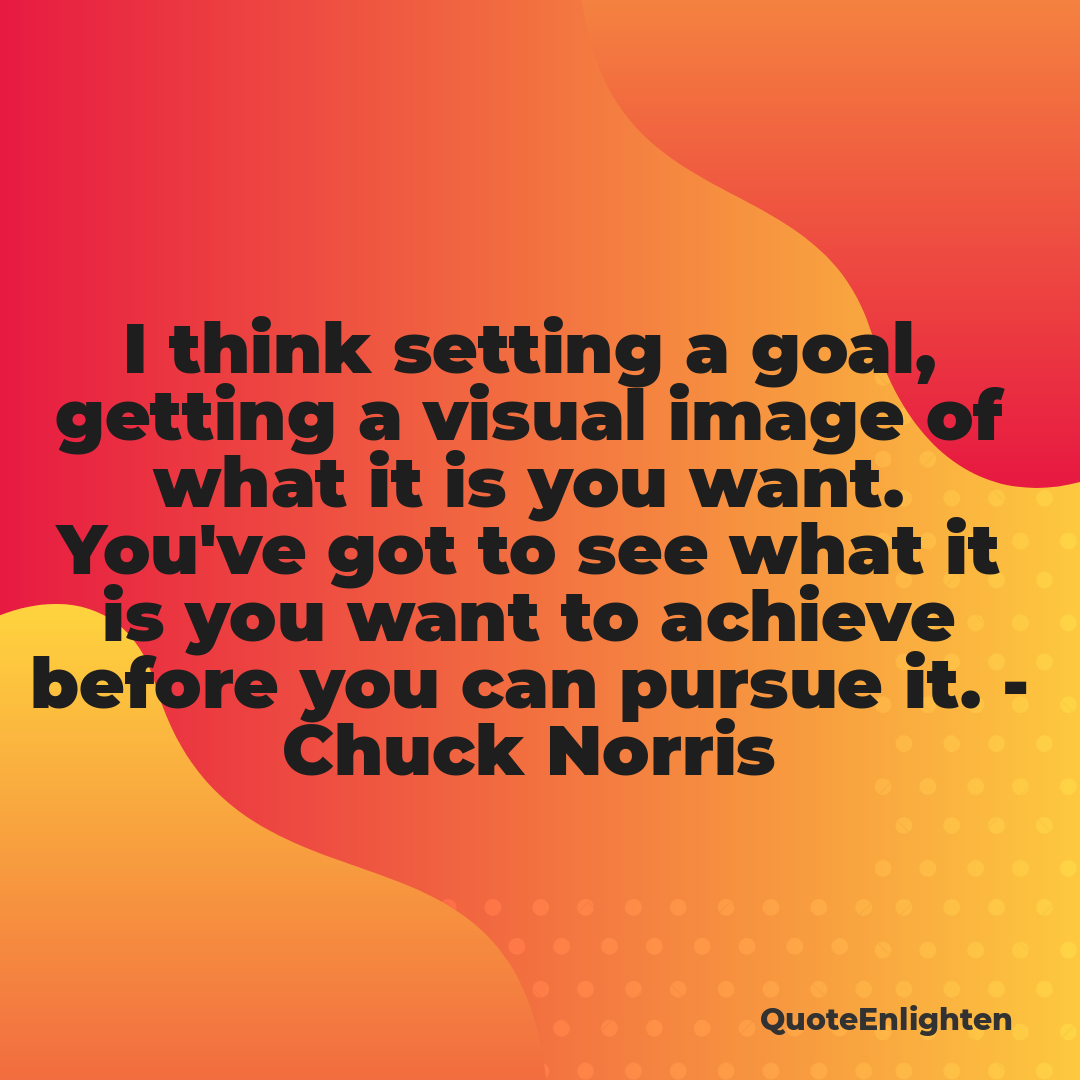 I think setting a goal,
getting a visual image of
what it is you want.
You've got to see what it
is you want to achieve
before you can pursue it. -
Chuck Norris
QuoteEnlighten